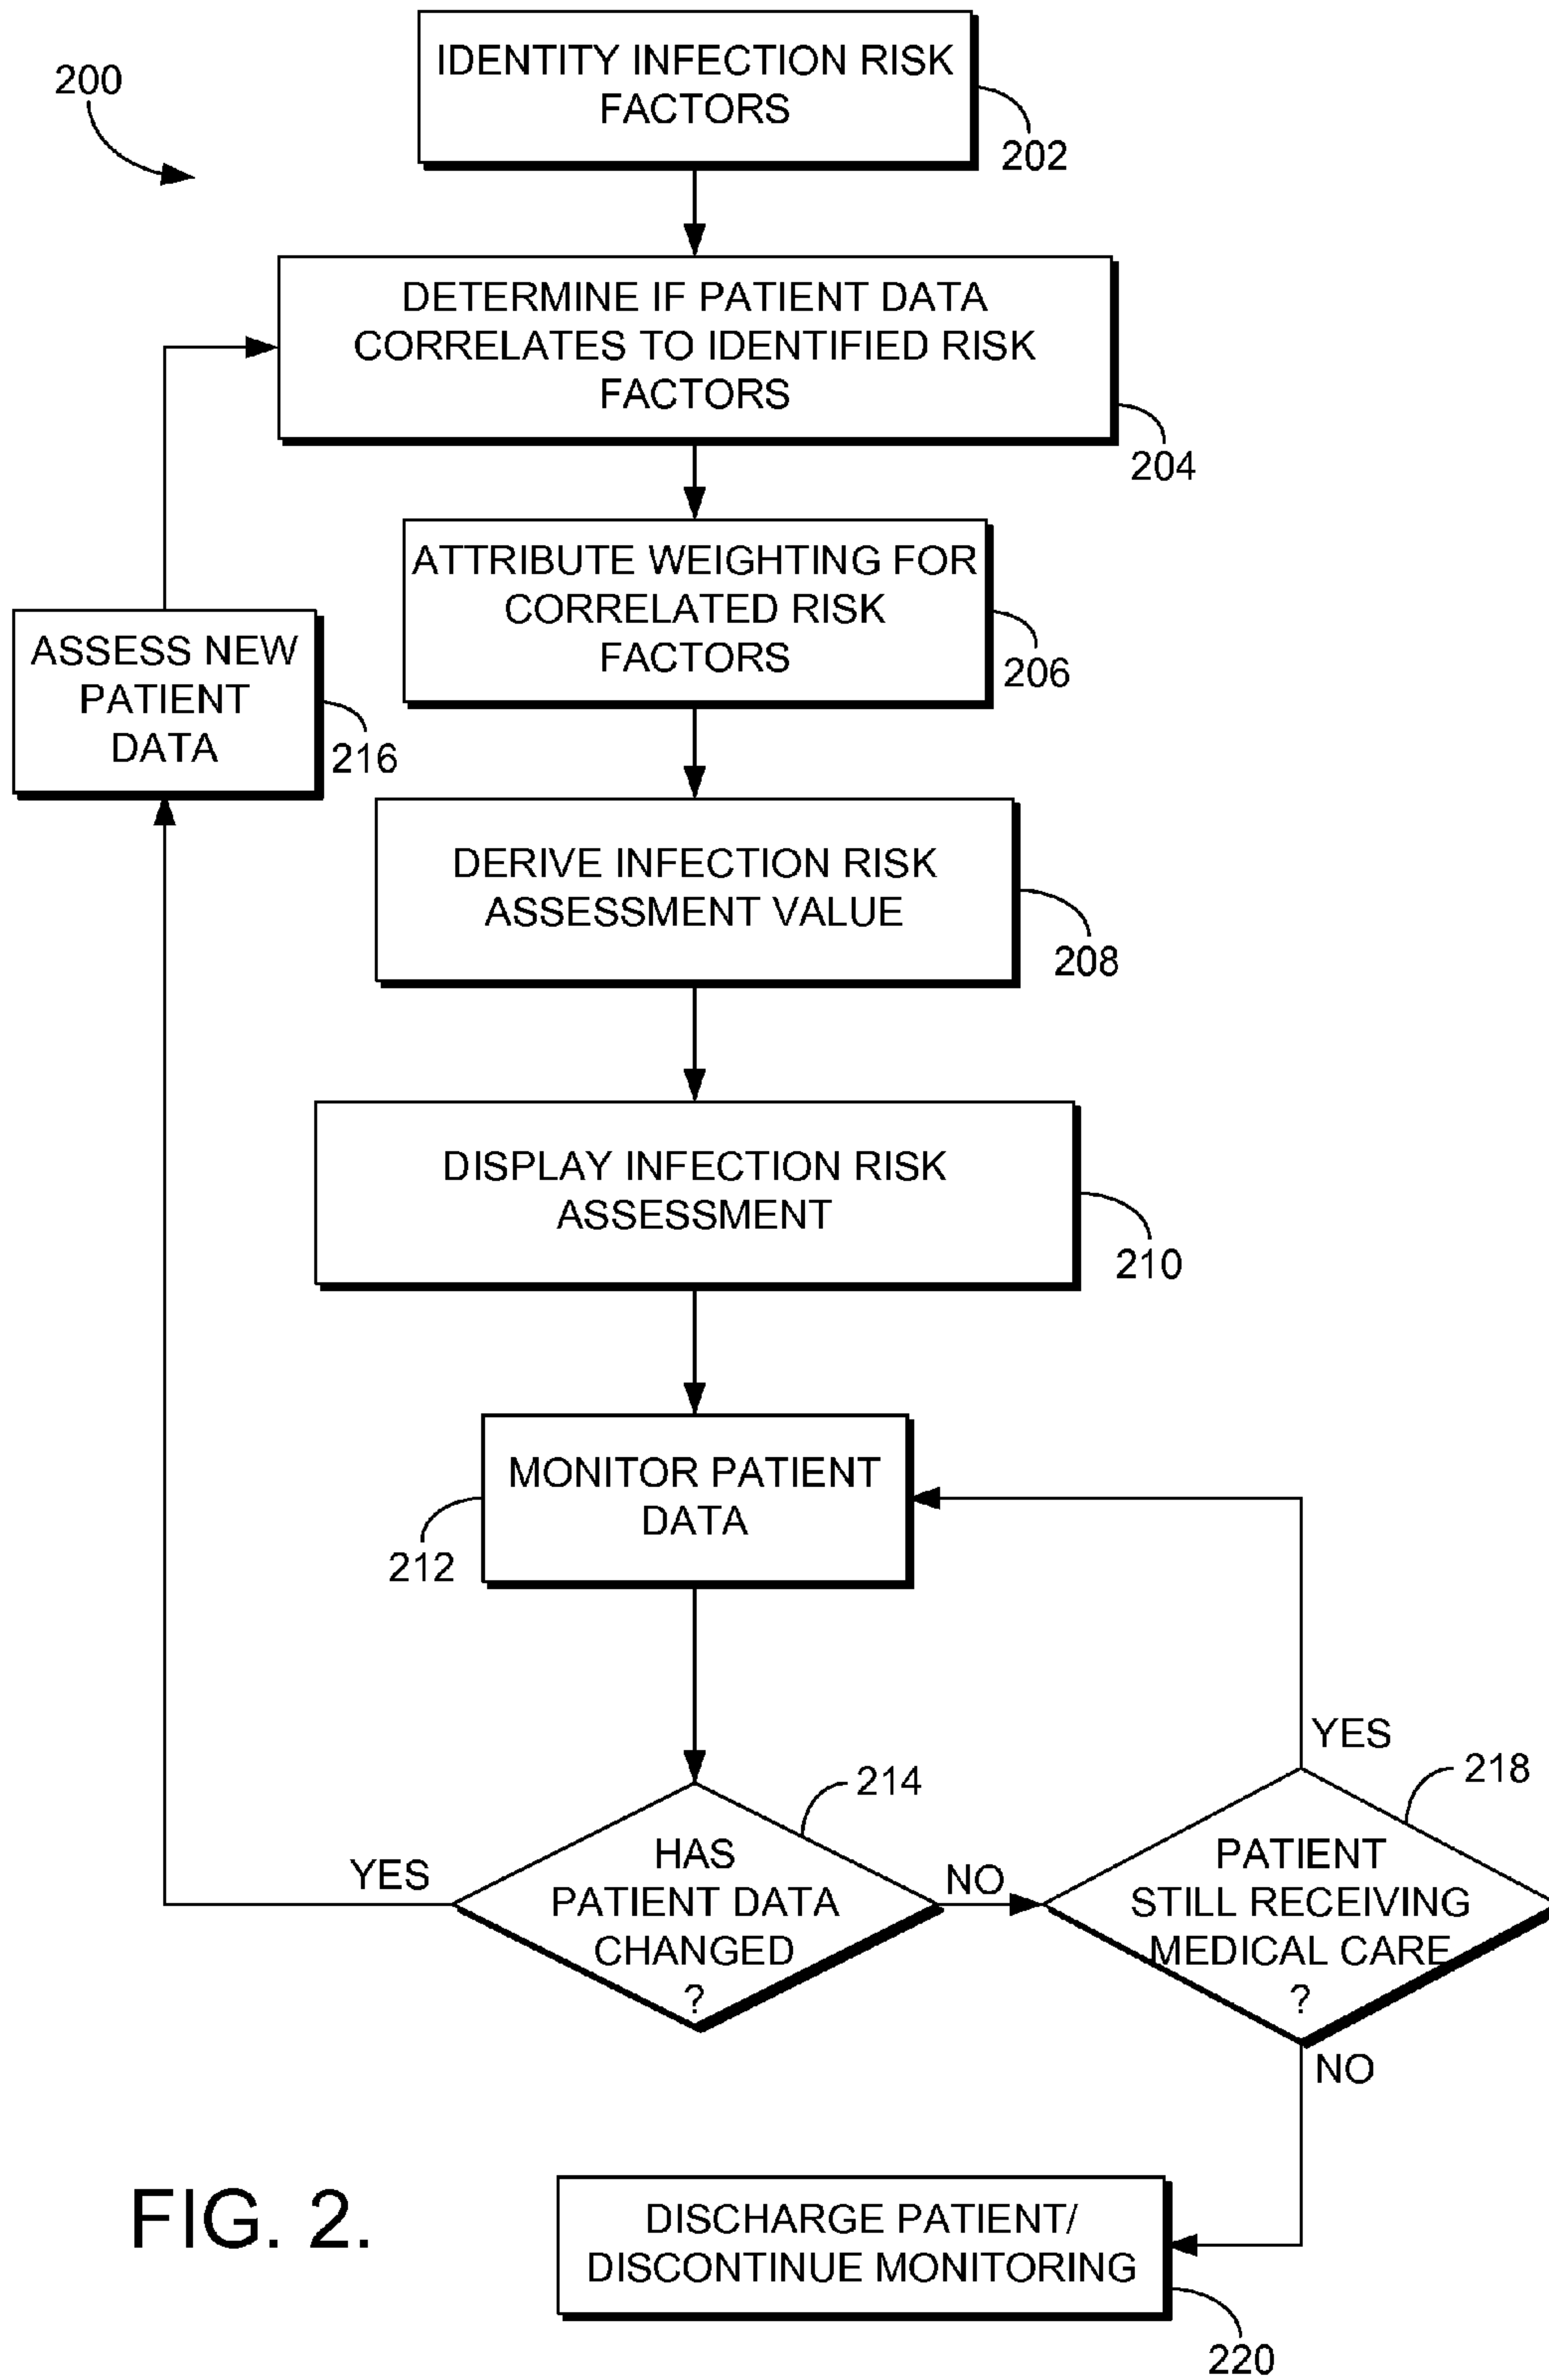 200
IDENTITY INFECTION RISK
FACTORS
202
DETERMINE IF PATIENT DATA
CORRELATES TO IDENTIFIED RISK
FACTORS
204
ATTRIBUTE WEIGHTING FOR
CORRELATED RISK
FACTORS
206
ASSESS NEW
PATIENT
DATA
216
DERIVE INFECTION RISK
ASSESSMENT VALUE
208
DISPLAY INFECTION RISK
ASSESSMENT
210
MONITOR PATIENT
DATA
212
YES
HAS
PATIENT DATA
CHANGED
?
214
NO
YES
PATIENT
STILL RECEIVING
MEDICAL CARE
?
218
NO
DISCHARGE PATIENT/
DISCONTINUE MONITORING
220
FIG. 2.